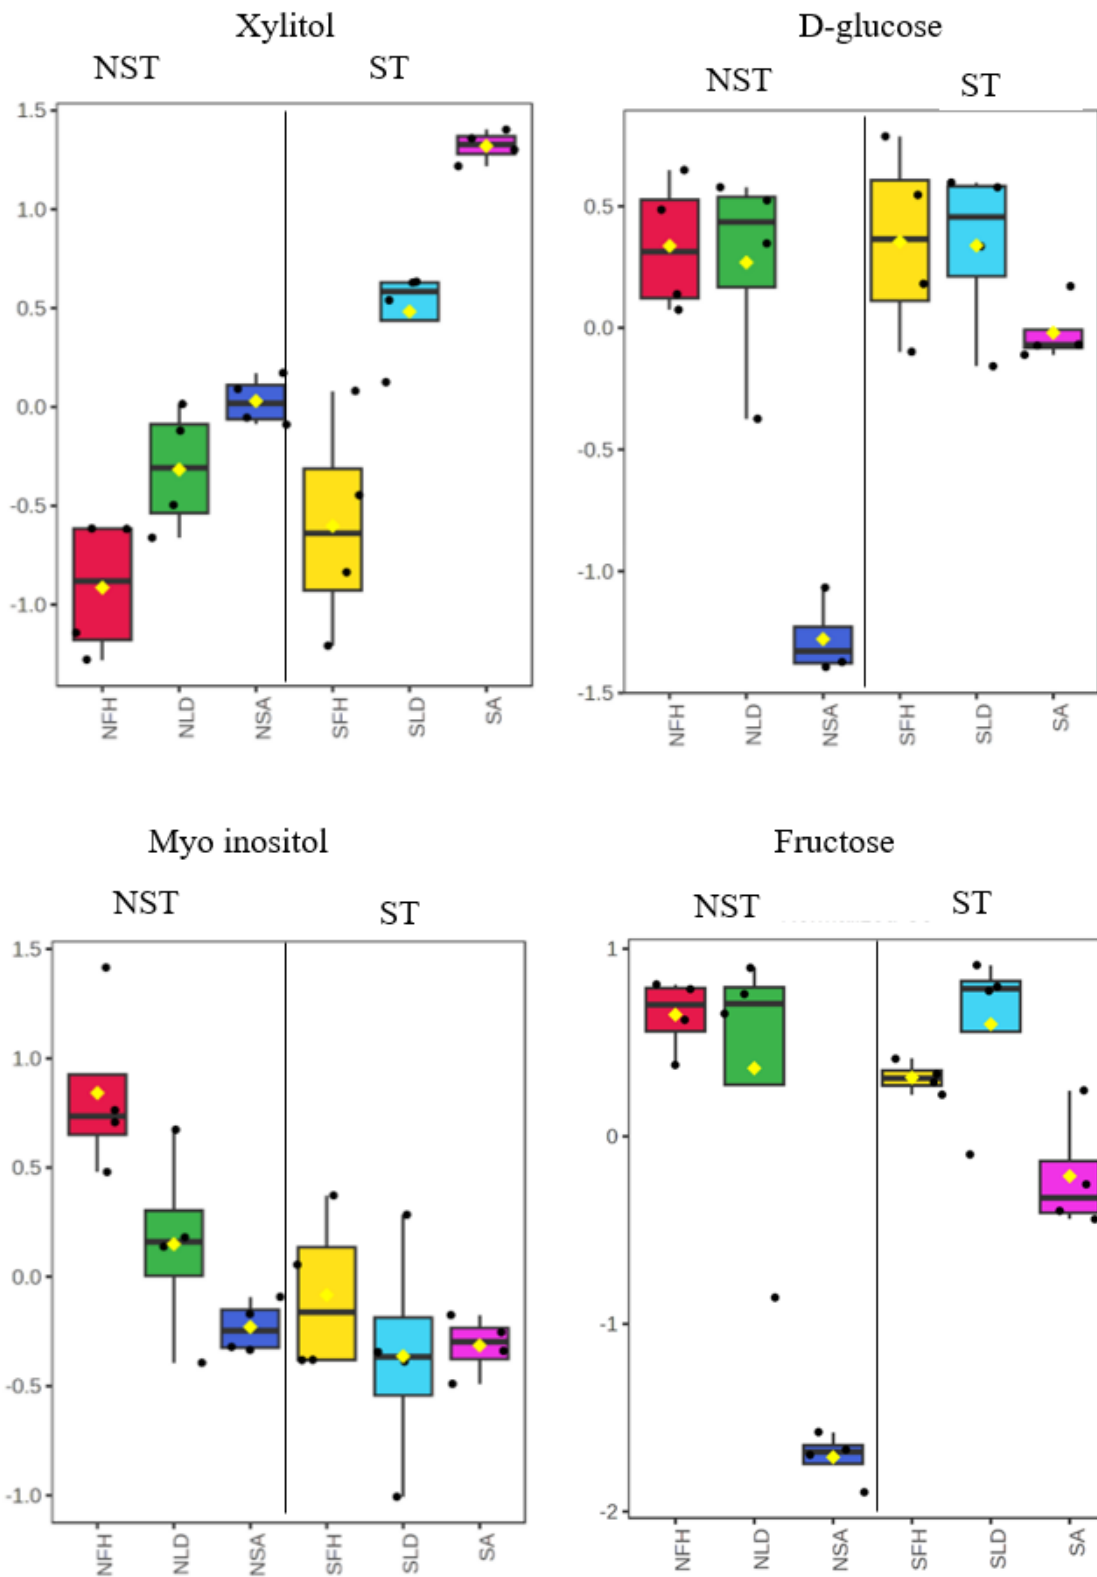 Xylitol
NST ST
1.5
1.0
0.5
0.0
-0.5
-1.0
NFH NLD NSA SFH SLD SA
D-glucose
NST ST
0.5
0.0
-0.5
-1.0
-1.5
NFH NLD NSA SFH SLD SA
Myo inositol
NST ST
1.5
1.0
0.5
0.0
-0.5
-1.0
NFH NLD NSA SFH SLD SA
Fructose
NST ST
1
0
-1
-2
NFH NLD NSA SFH SLD SA